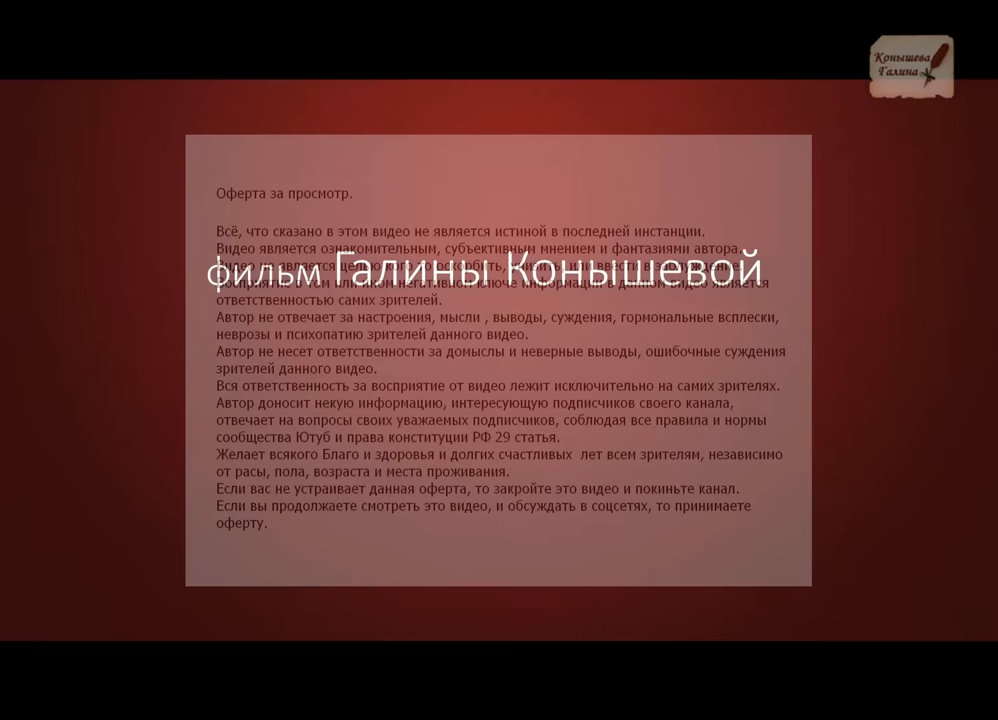 Конышева
Галина
Оферта за просмотр.
Всё, что сказано в этом видео не является истиной в последней инстанции.
Видео является ознакомительным, субъективным мнением и фантазиями автора.
фильм Галины Конышевой
ответственностью самих зрителей.
Автор не отвечает за настроения, мысли , выводы, суждения, гормональные всплески,
неврозы и психопатию зрителей данного видео.
Автор не несет ответственности за домыслы и неверные выводы, ошибочные суждения
зрителей данного видео.
Вся ответственность за восприятие от видео лежит исключительно на самих зрителях.
Автор доносит некую информацию, интересующую подписчиков своего канала,
отвечает на вопросы своих уважаемых подписчиков, соблюдая все правила и нормы
сообщества Ютуб и права конституции РФ 29 статья.
Желает всякого Благо и здоровья и долгих счастливых лет всем зрителям, независимо
от расы, пола, возраста и места проживания.
Если вас не устраивает данная оферта, то закройте это видео и покиньте канал.
Если вы продолжаете смотреть это видео, и обсуждать в соцсетях, то принимаете
оферту.